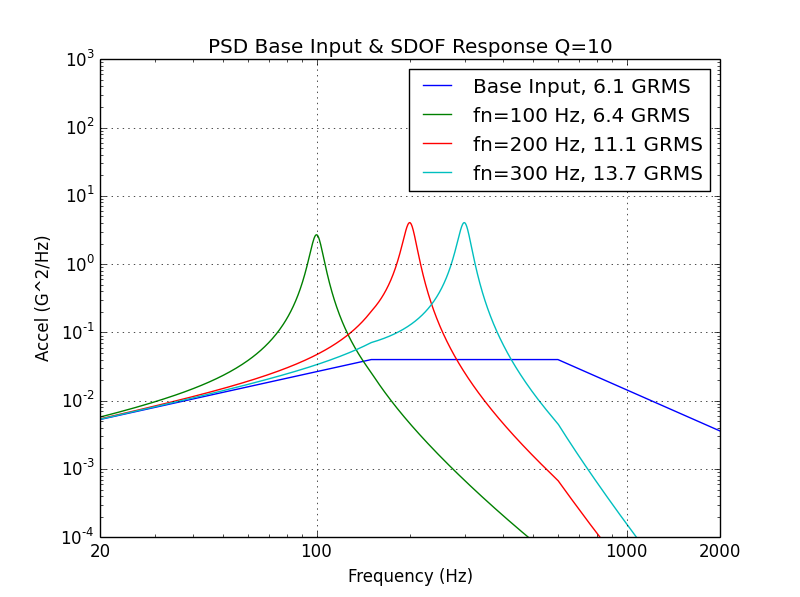 PSD Base Input & SDOF Response Q=10
10^3
10^2
10^1
10^0
10^-1
10^-2
10^-3
10^-4
Accel (G^2/Hz)
Base Input, 6.1 GRMS
fn=100 Hz, 6.4 GRMS
fn=200 Hz, 11.1 GRMS
fn=300 Hz, 13.7 GRMS
20 100 1000 2000
Frequency (Hz)